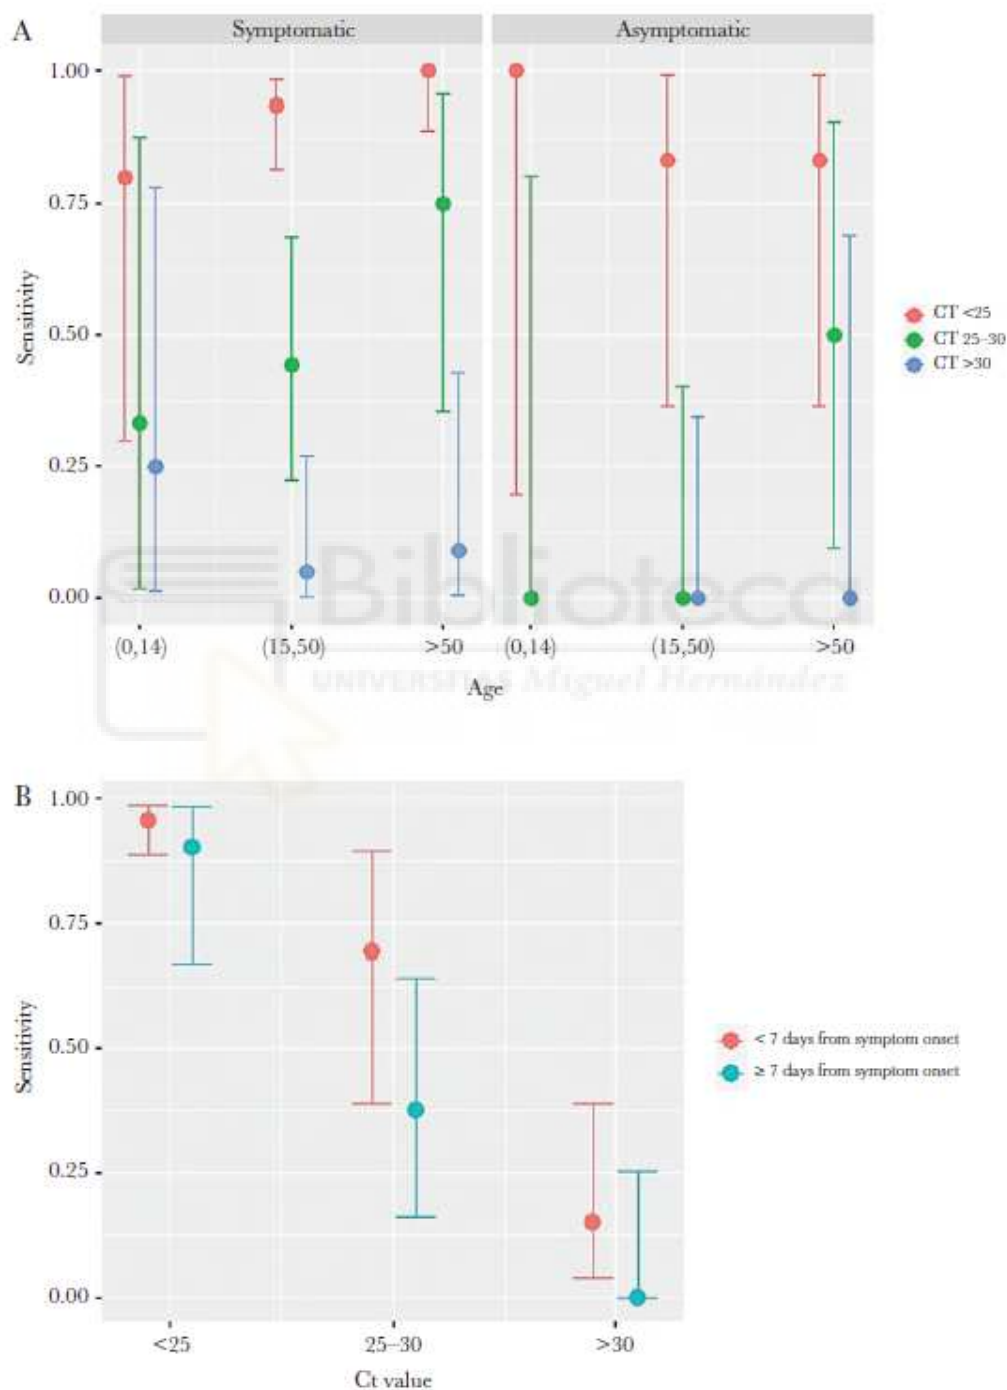 A
Symptomatic Asymptomatic
1.00
0.75
0.50
0.25
0.00
Sensitivity
CT <25
CT 25–30
CT >30
(0,14) (15,50) >50 (0,14) (15,50) >50
Age
Biblioteca
UNIVERSITAS Miguel Hernández
B
1.00
0.75
0.50
0.25
0.00
Sensitivity
< 7 days from symptom onset
≥ 7 days from symptom onset
<25 25–30 >30
Ct value